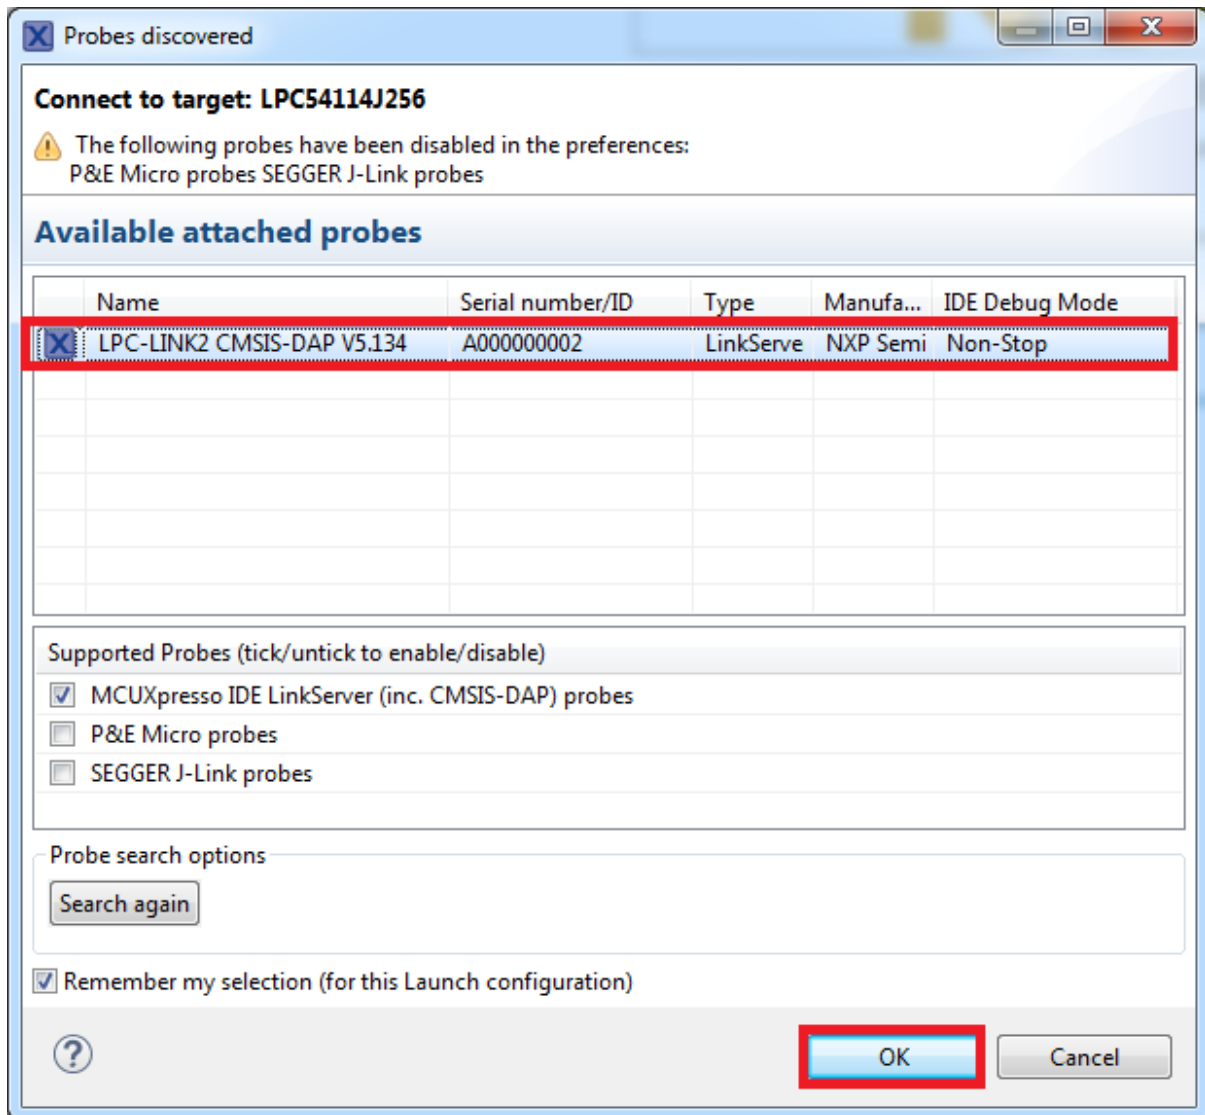 Probes discovered
Connect to target: LPC54114J256
The following probes have been disabled in the preferences:
P&E Micro probes SEGGER J-Link probes
Available attached probes
Name Serial number/ID Type Manufa... IDE Debug Mode
LPC-LINK2 CMSIS-DAP V5.134 A000000002 LinkServe NXP Semi Non-Stop
Supported Probes (tick/untick to enable/disable)
MCUXpresso IDE LinkServer (inc. CMSIS-DAP) probes
P&E Micro probes
SEGGER J-Link probes
Probe search options
Search again
Remember my selection (for this Launch configuration)
OK Cancel